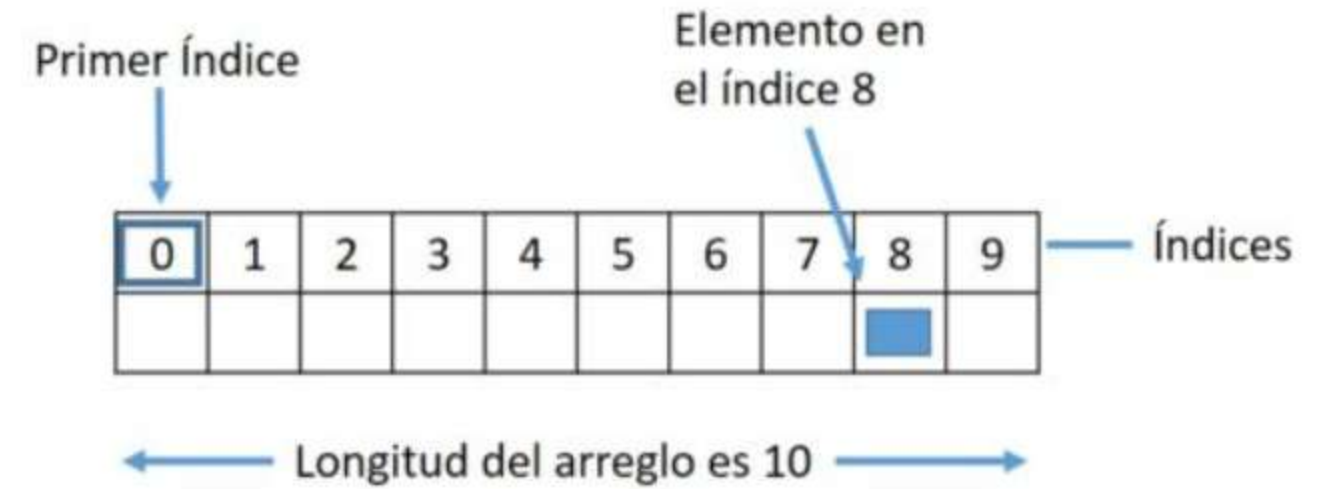 Primer Índice
Elemento en
el índice 8
0 1 2 3 4 5 6 7 8 9
Índices
Longitud del arreglo es 10